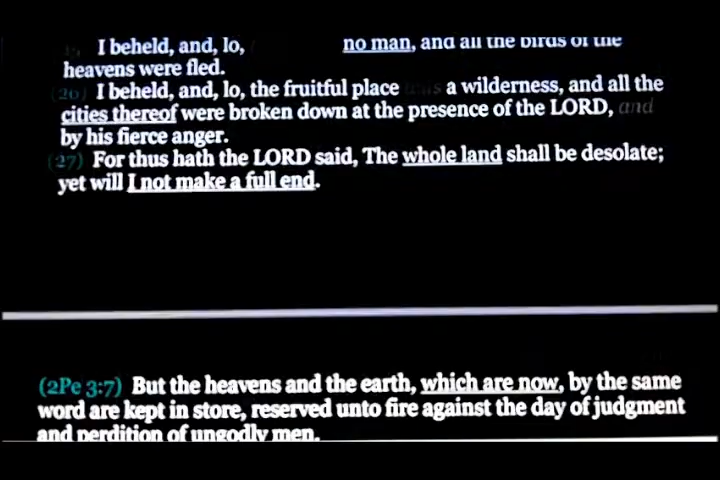 I beheld, and, lo, no man, and all the birds of the
heavens were fled.
(26) I beheld, and, lo, the fruitful place was a wilderness, and all the
cities thereof were broken down at the presence of the LORD, and
by his fierce anger.
(27) For thus hath the LORD said, The whole land shall be desolate;
yet will I not make a full end.
(2Pe 3:7) But the heavens and the earth, which are now, by the same
word are kept in store, reserved unto fire against the day of judgment
and perdition of ungodly men.